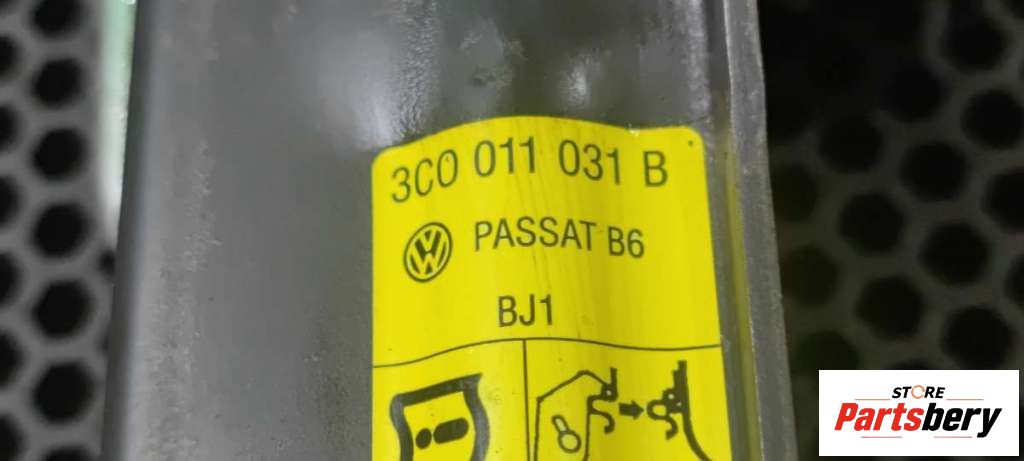 3C0 011 031 B
PASSAT B6
BJ1
STORE
Partsbery